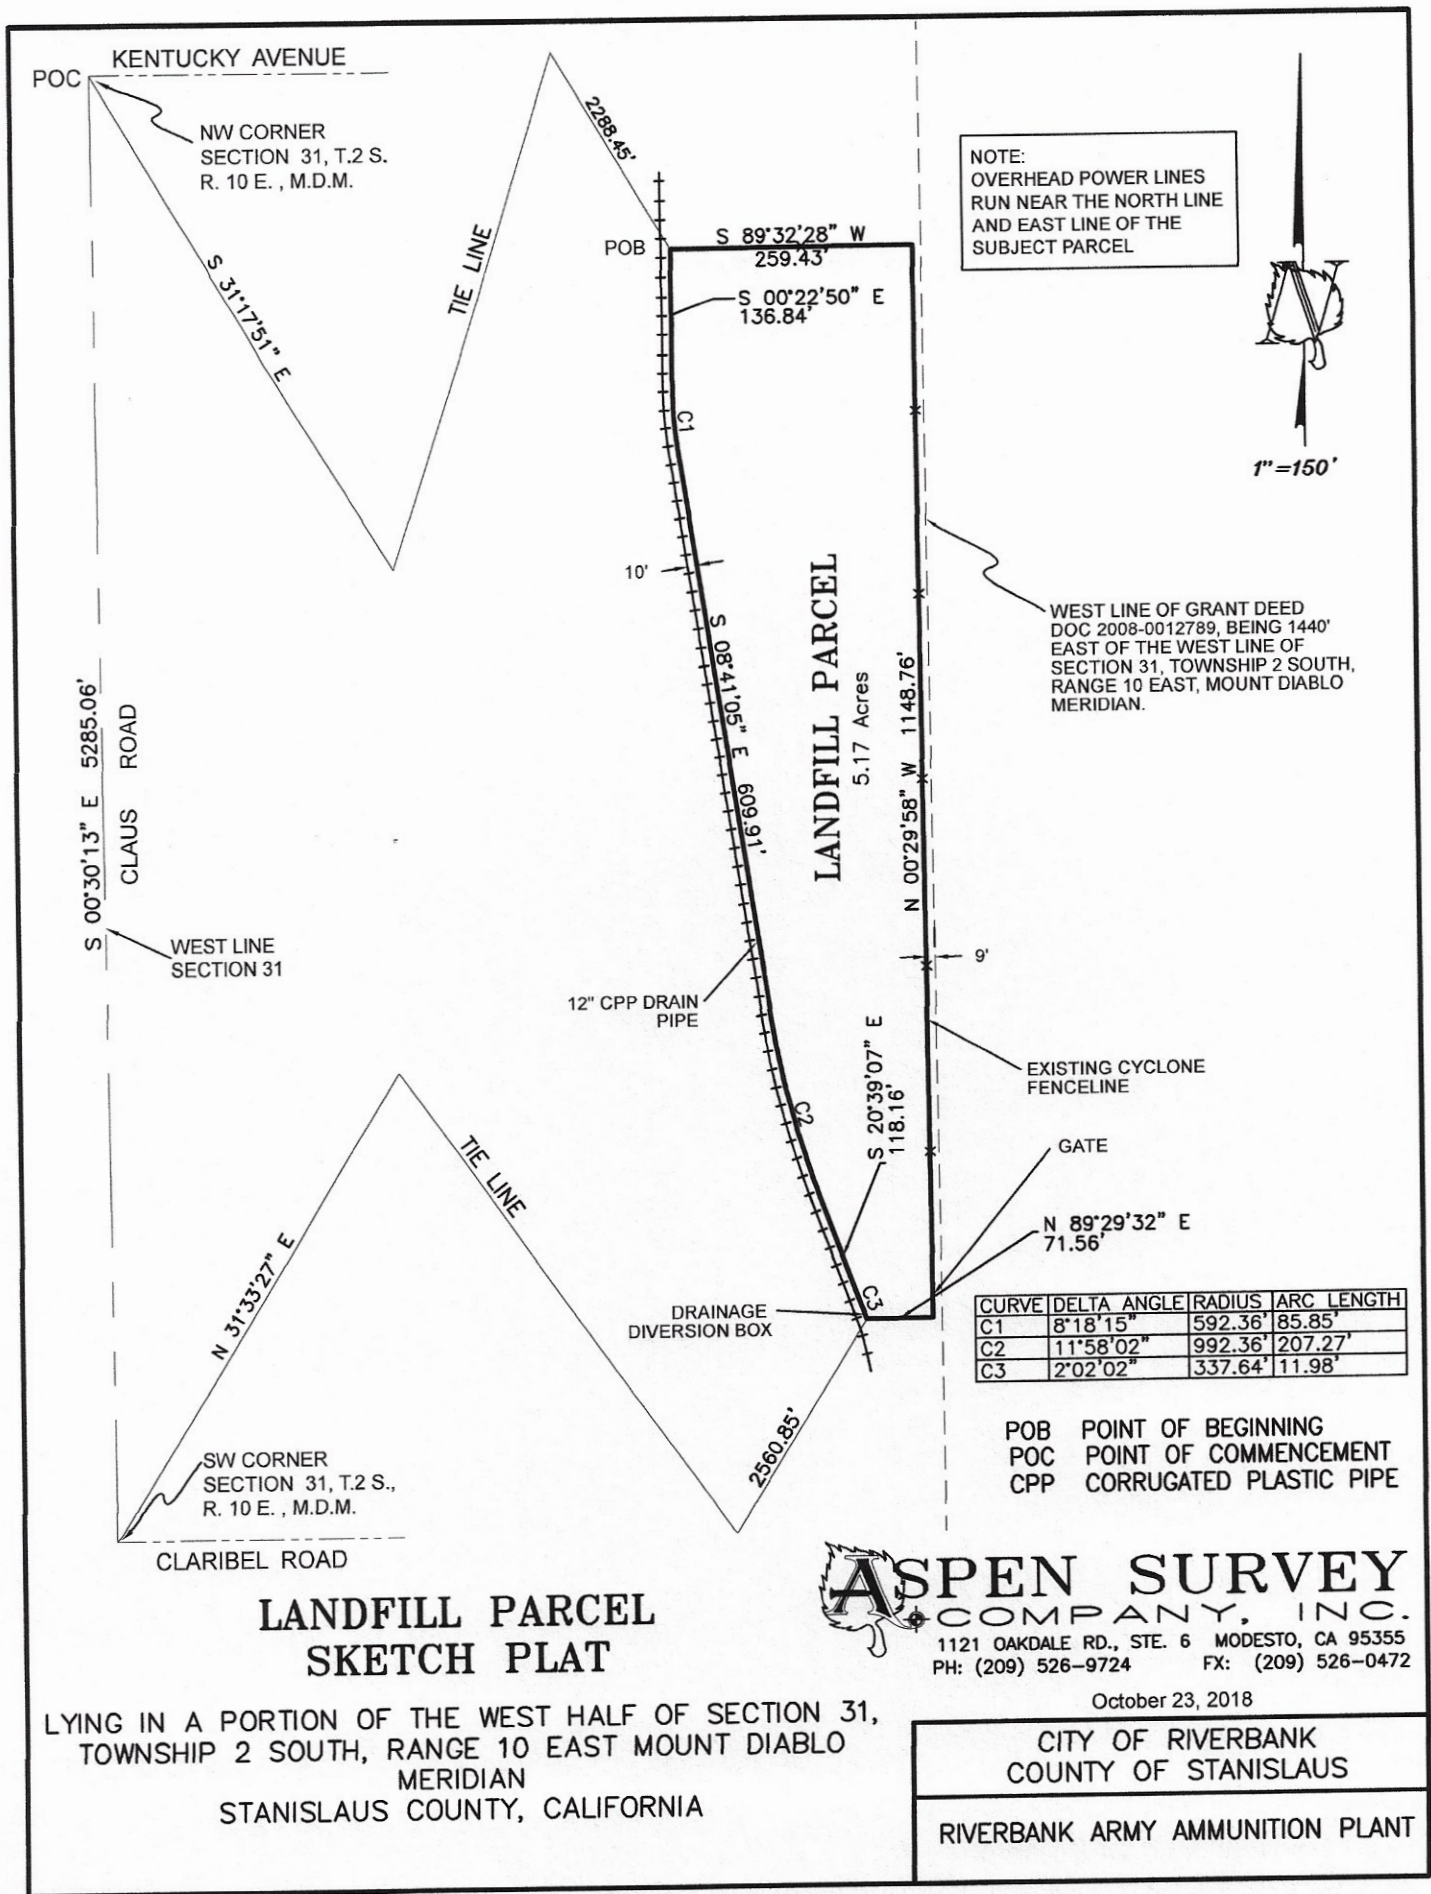 KENTUCKY AVENUE
POC
NW CORNER
SECTION 31, T.2 S.
R. 10 E. , M.D.M.
S 31°17'51" E
TIE LINE
2288.45'
POB
S 89°32'28" W
259.43'
S 00°22'50" E
136.84'
C1
10'
S 08°41'05" E 609.91'
LANDFILL PARCEL
5.17 Acres
N 00°29'58" W 1148.76'
NOTE:
OVERHEAD POWER LINES
RUN NEAR THE NORTH LINE
AND EAST LINE OF THE
SUBJECT PARCEL
N
1"=150'
WEST LINE OF GRANT DEED
DOC 2008-0012789, BEING 1440'
EAST OF THE WEST LINE OF
SECTION 31, TOWNSHIP 2 SOUTH,
RANGE 10 EAST, MOUNT DIABLO
MERIDIAN.
S 00°30'13" E 5285.06'
CLAUS ROAD
WEST LINE
SECTION 31
9'
12" CPP DRAIN
PIPE
EXISTING CYCLONE
FENCELINE
S 20°39'07" E
118.16'
C2
GATE
N 89°29'32" E
71.56'
C3
DRAINAGE
DIVERSION BOX
TIE LINE
N 31°33'27" E
2560.85'
CURVE DELTA ANGLE RADIUS ARC LENGTH
C1 8°18'15" 592.36' 85.85'
C2 11°58'02" 992.36' 207.27'
C3 2°02'02" 337.64' 11.98'
POB POINT OF BEGINNING
POC POINT OF COMMENCEMENT
CPP CORRUGATED PLASTIC PIPE
SW CORNER
SECTION 31, T.2 S.,
R. 10 E. , M.D.M.
CLARIBEL ROAD
LANDFILL PARCEL
SKETCH PLAT
LYING IN A PORTION OF THE WEST HALF OF SECTION 31,
TOWNSHIP 2 SOUTH, RANGE 10 EAST MOUNT DIABLO
MERIDIAN
STANISLAUS COUNTY, CALIFORNIA
ASPEN SURVEY
COMPANY, INC.
1121 OAKDALE RD., STE. 6 MODESTO, CA 95355
PH: (209) 526-9724 FX: (209) 526-0472
October 23, 2018
CITY OF RIVERBANK
COUNTY OF STANISLAUS
RIVERBANK ARMY AMMUNITION PLANT